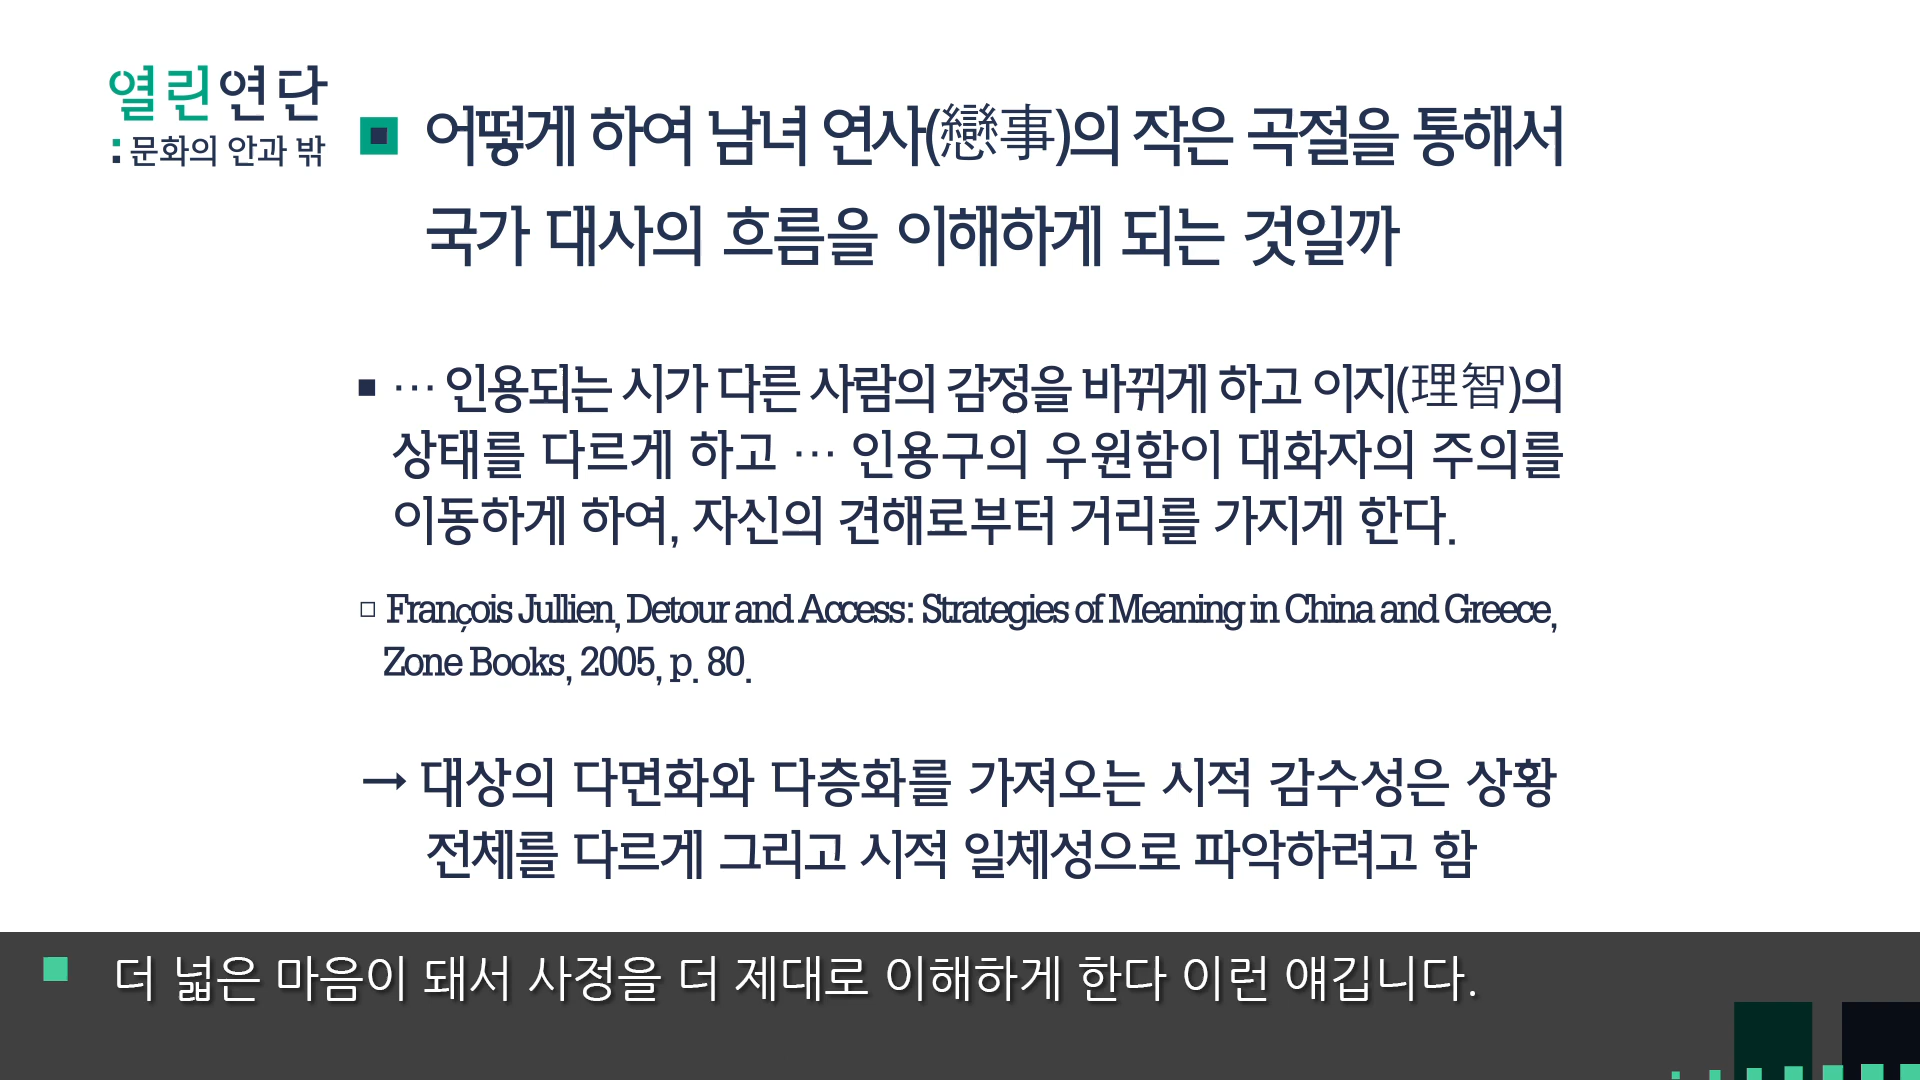 열린연단
:문화의 안과 밖
어떻게 하여 남녀 연사(戀事)의 작은 곡절을 통해서
국가 대사의 흐름을 이해하게 되는 것일까
■ … 인용되는 시가 다른 사람의 감정을 바뀌게 하고 이지(理智)의
상태를 다르게 하고 … 인용구의 우원함이 대화자의 주의를
이동하게 하여, 자신의 견해로부터 거리를 가지게 한다.
□ François Jullien, Detour and Access: Strategies of Meaning in China and Greece,
Zone Books, 2005, p. 80.
→ 대상의 다면화와 다층화를 가져오는 시적 감수성은 상황
전체를 다르게 그리고 시적 일체성으로 파악하려고 함
더 넓은 마음이 돼서 사정을 더 제대로 이해하게 한다 이런 얘깁니다.